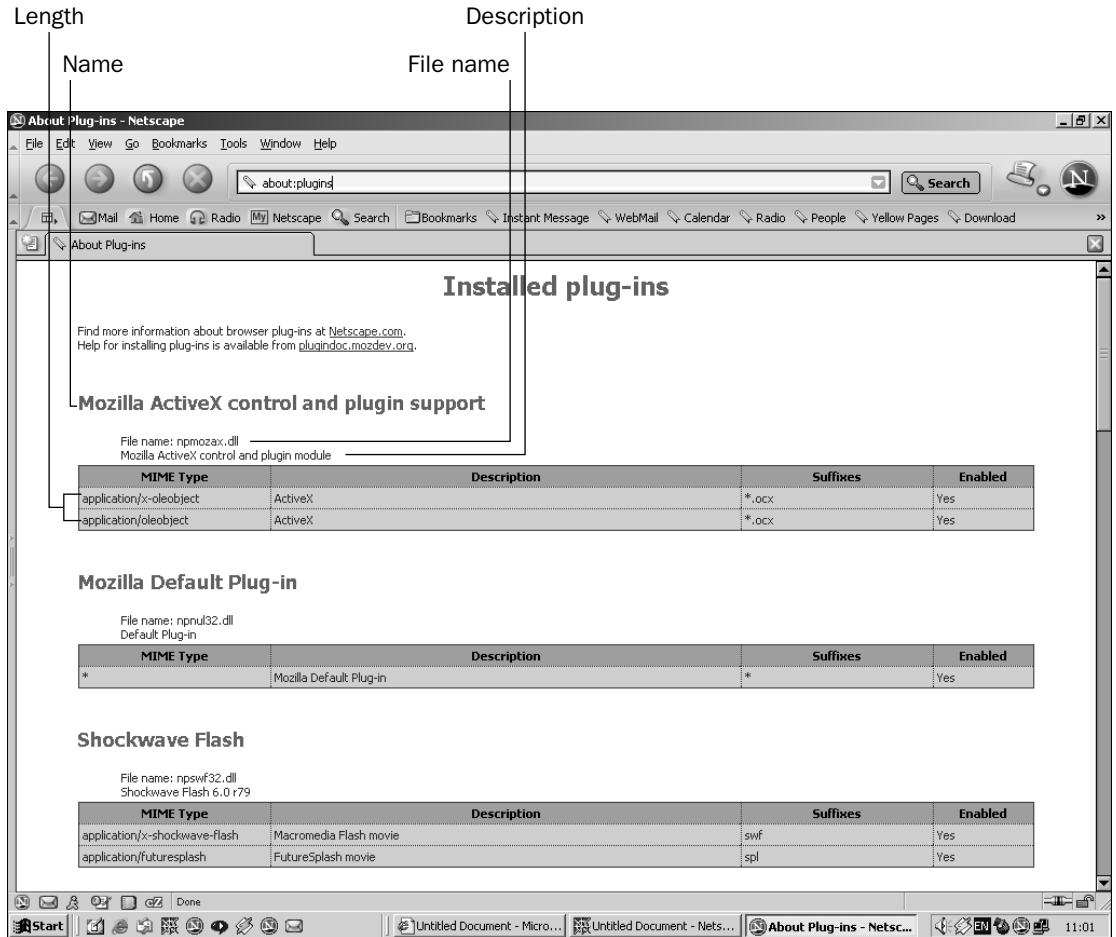 Length
Description
Name
File name
About Plug-ins - Netscape
File Edit View Go Bookmarks Tools Window Help
about:plugins
Search
N
Mail Home Radio My Netscape Search Bookmarks Instant Message WebMail Calendar Radio People Yellow Pages Download »
About Plug-ins
Installed plug-ins
Find more information about browser plug-ins at Netscape.com.
Help for installing plug-ins is available from plugindoc.mozdev.org.
Mozilla ActiveX control and plugin support
File name: npmozax.dll
Mozilla ActiveX control and plugin module
MIME Type Description Suffixes Enabled
application/x-oleobject ActiveX *.ocx Yes
application/oleobject ActiveX *.ocx Yes
Mozilla Default Plug-in
File name: npnul32.dll
Default Plug-in
MIME Type Description Suffixes Enabled
* Mozilla Default Plug-in * Yes
Shockwave Flash
File name: npswf32.dll
Shockwave Flash 6.0 r79
MIME Type Description Suffixes Enabled
application/x-shockwave-flash Macromedia Flash movie swf Yes
application/futuresplash FutureSplash movie spl Yes
Done
Start Untitled Document - Micro... Untitled Document - Nets... About Plug-ins - Netsc... EN 11:01